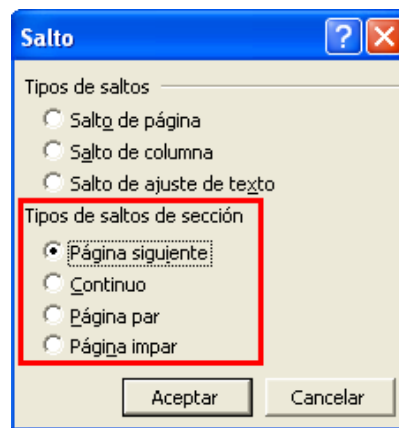 Salto
Tipos de saltos
Salto de página
Salto de columna
Salto de ajuste de texto
Tipos de saltos de sección
Página siguiente
Continuo
Página par
Página impar
Aceptar Cancelar